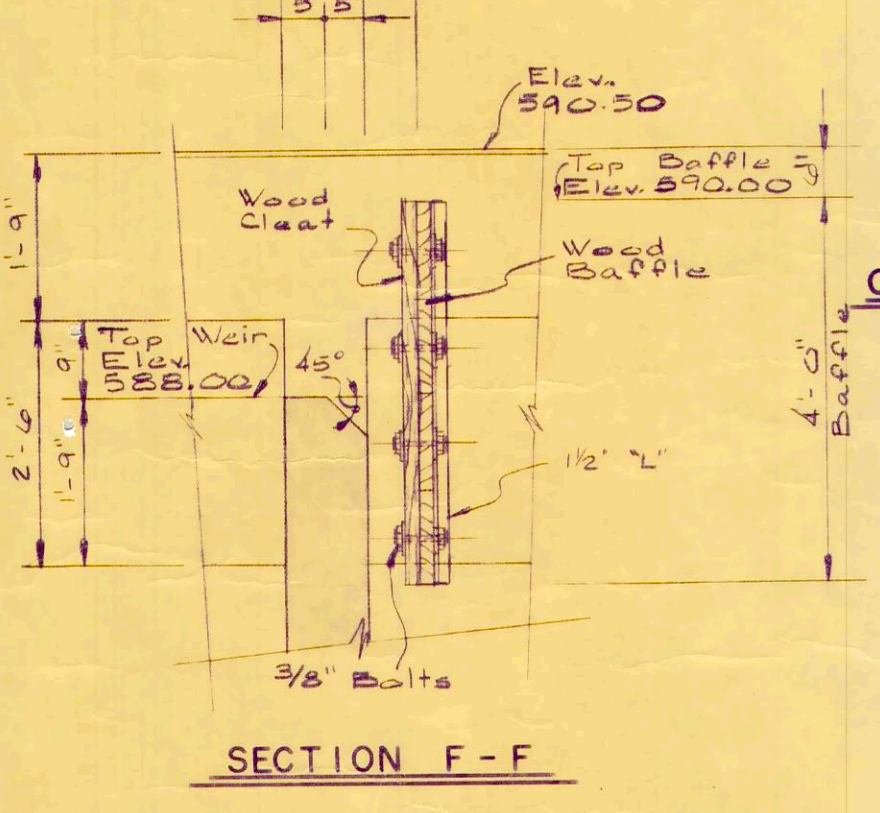 5 5
Elev.
590.50
Top Baffle
Elev. 590.00
Wood
Cleat
Wood
Baffle
1'-9"
Top Weir
Elev.
588.00
9"
45°
2'-6"
1'-9"
4'-0"
Baffle
1½" "L"
3/8" Bolts
SECTION F-F